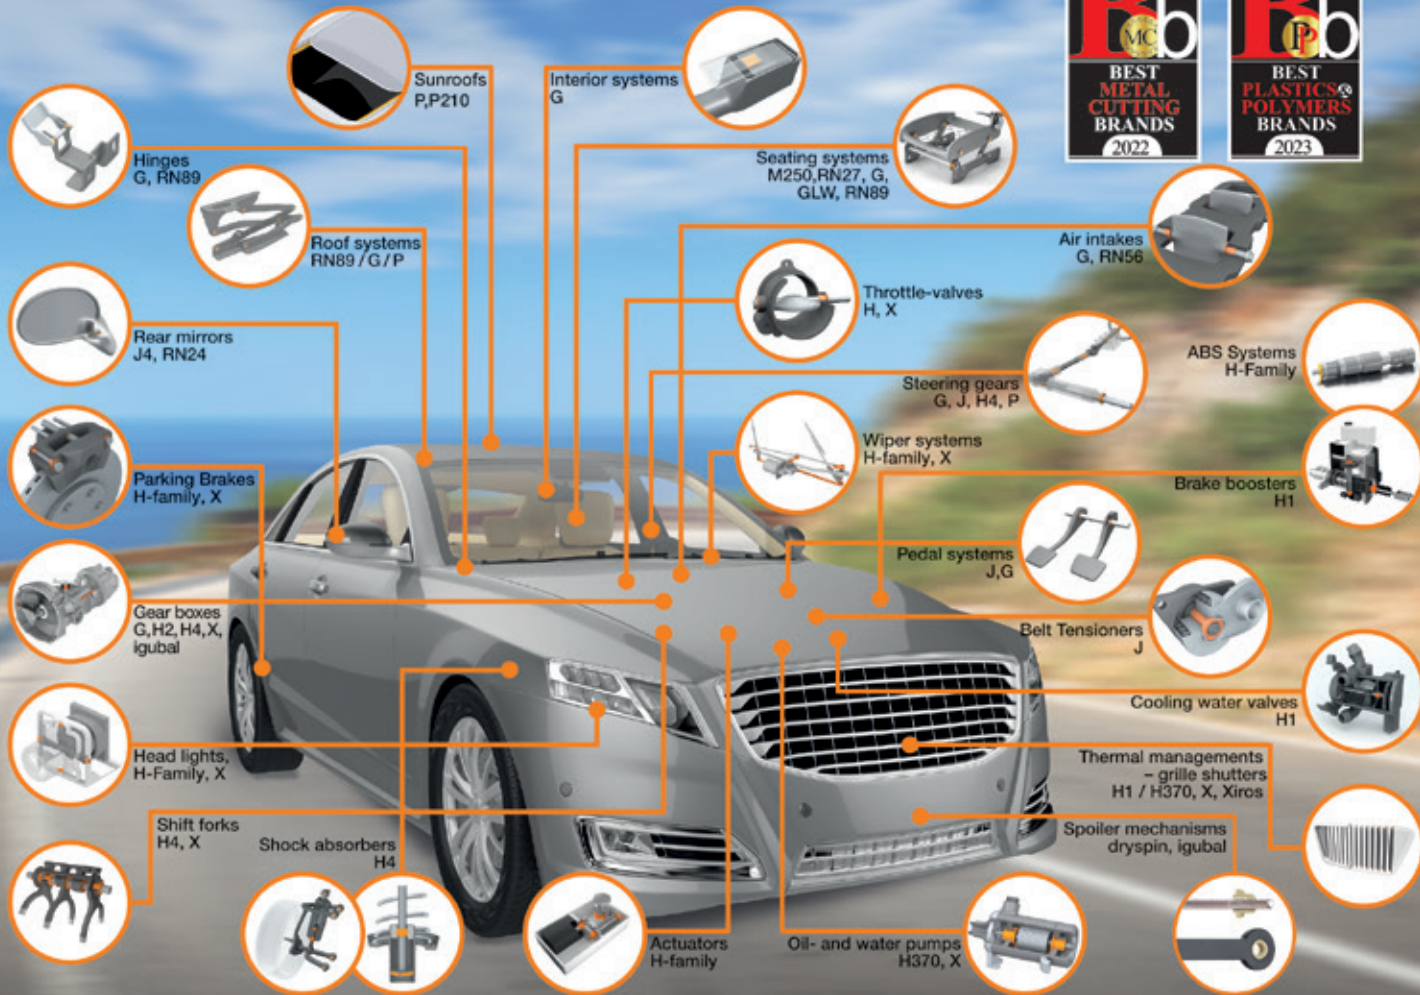 Bb
MC
BEST
METAL
CUTTING
BRANDS
2022
Bb
PP
BEST
PLASTICS&
POLYMERS
BRANDS
2023
Sunroofs
P,P210
Interior systems
G
Hinges
G, RN89
Seating systems
M250,RN27, G,
GLW, RN89
Roof systems
RN89 / G / P
Air intakes
G, RN56
Throttle-valves
H, X
Rear mirrors
J4, RN24
Steering gears
G, J, H4, P
ABS Systems
H-Family
Wiper systems
H-family, X
Parking Brakes
H-family, X
Brake boosters
H1
Pedal systems
J,G
Gear boxes
G,H2, H4,X,
igubal
Belt Tensioners
J
Cooling water valves
H1
Head lights,
H-Family, X
Thermal managements
– grille shutters
H1 / H370, X, Xiros
Shift forks
H4, X
Shock absorbers
H4
Spoiler mechanisms
dryspin, igubal
Actuators
H-family
Oil- and water pumps
H370, X